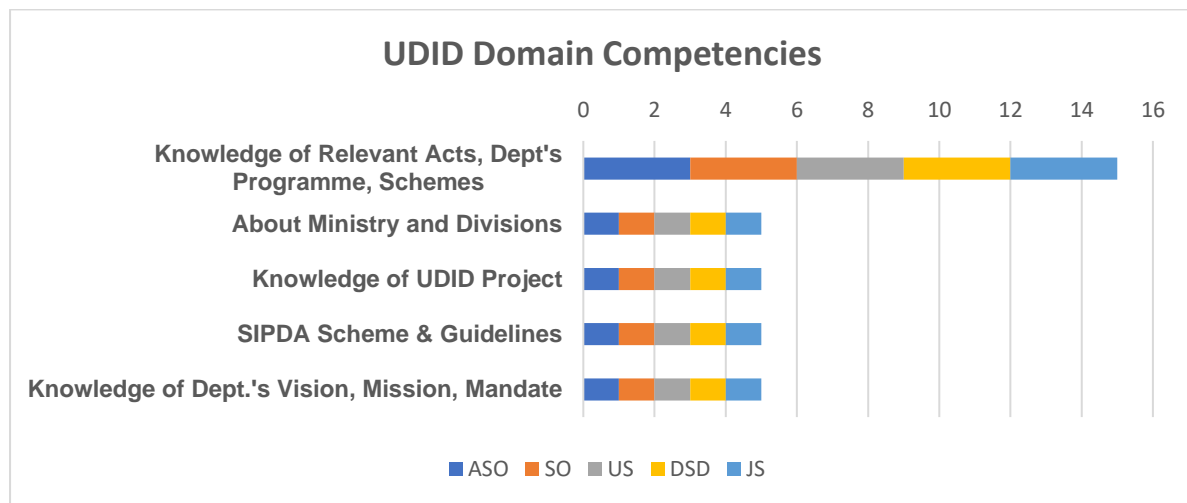 UDID Domain Competencies
0 2 4 6 8 10 12 14 16
Knowledge of Relevant Acts, Dept's
Programme, Schemes
About Ministry and Divisions
Knowledge of UDID Project
SIPDA Scheme & Guidelines
Knowledge of Dept.'s Vision, Mission, Mandate
ASO SO US DSD JS